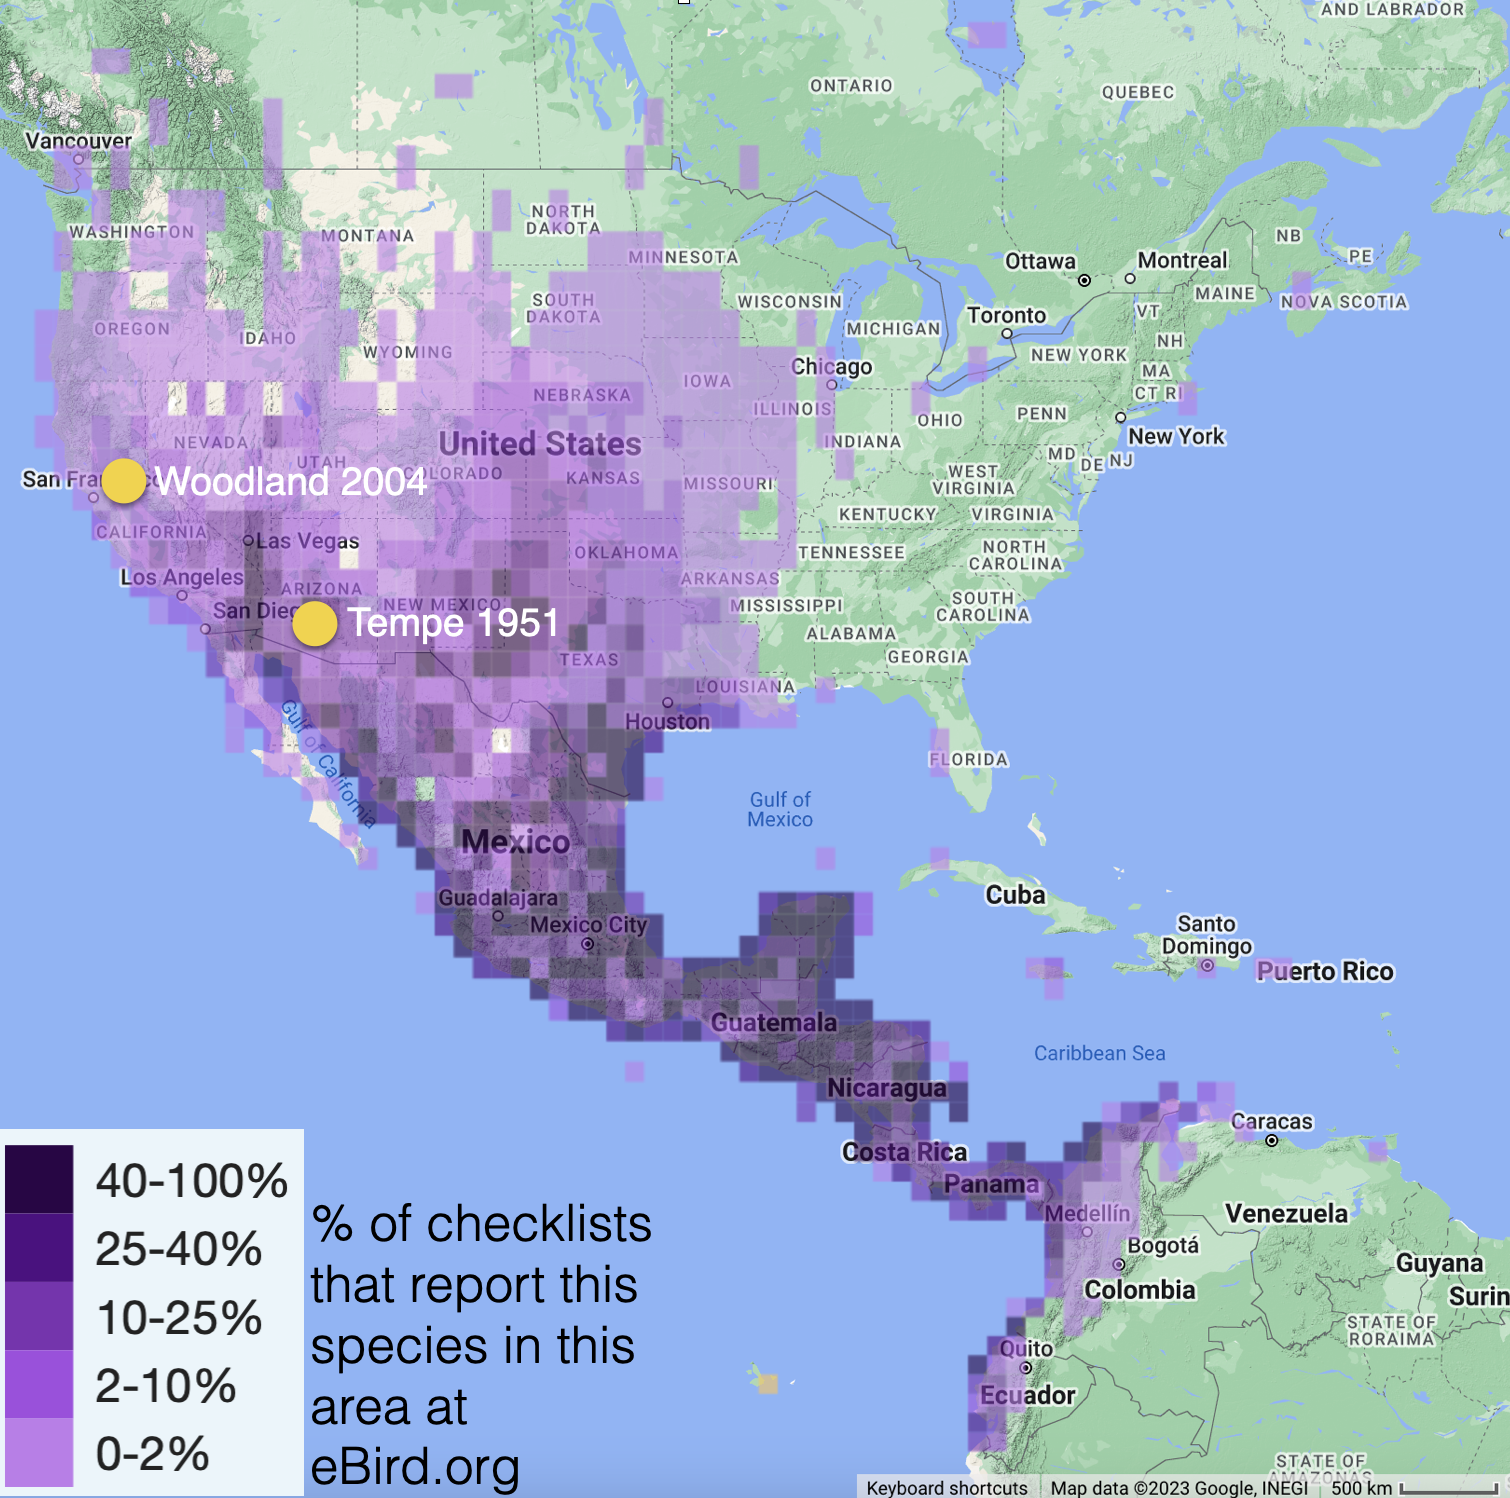 AND LABRADOR
ONTARIO
QUEBEC
Vancouver
NORTH
DAKOTA
WASHINGTON
MONTANA
MINNESOTA
NB
PE
Ottawa
Montreal
MAINE
NOVA SCOTIA
SOUTH
DAKOTA
WISCONSIN
MICHIGAN
Toronto
VT
NH
OREGON
IDAHO
WYOMING
Chicago
NEW YORK
MA
CT RI
NEBRASKA
IOWA
ILLINOIS
OHIO
PENN
New York
NEVADA
United States
INDIANA
MD
DE
NJ
UTAH
LORADO
KANSAS
MISSOURI
WEST
VIRGINIA
San Fra
Woodland 2004
KENTUCKY
VIRGINIA
CALIFORNIA
Las Vegas
OKLAHOMA
TENNESSEE
NORTH
CAROLINA
Los Angeles
ARIZONA
NEW MEXICO
ARKANSAS
MISSISSIPPI
SOUTH
CAROLINA
San Dieg
Tempe 1951
ALABAMA
TEXAS
GEORGIA
LOUISIANA
Houston
Gulf of California
FLORIDA
Gulf of
Mexico
Mexico
Cuba
Guadalajara
Mexico City
Santo
Domingo
Puerto Rico
Guatemala
Caribbean Sea
Nicaragua
Caracas
Costa Rica
Panama
Medellín
Venezuela
Bogotá
Colombia
Guyana
Surin
STATE OF
RORAIMA
Quito
Ecuador
STATE OF
AMAZONAS
40-100%
25-40%
10-25%
2-10%
0-2%
% of checklists
that report this
species in this
area at
eBird.org
Keyboard shortcuts
Map data ©2023 Google, INEGI
500 km